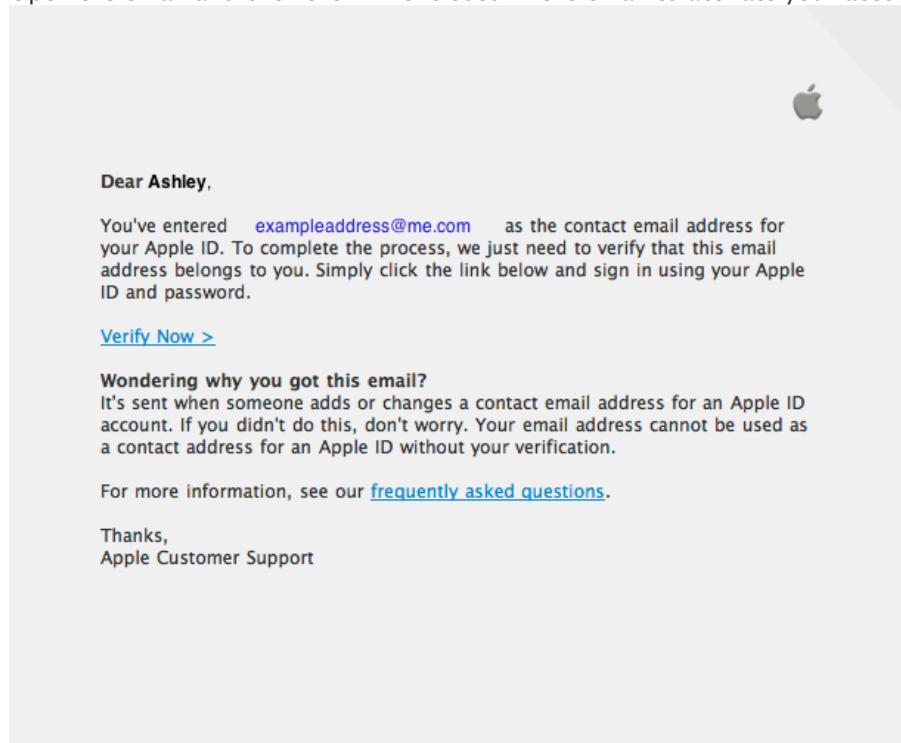 Dear Ashley,
You've entered exampleaddress@me.com as the contact email address for
your Apple ID. To complete the process, we just need to verify that this email
address belongs to you. Simply click the link below and sign in using your Apple
ID and password.
Verify Now >
Wondering why you got this email?
It's sent when someone adds or changes a contact email address for an Apple ID
account. If you didn't do this, don't worry. Your email address cannot be used as
a contact address for an Apple ID without your verification.
For more information, see our frequently asked questions.
Thanks,
Apple Customer Support